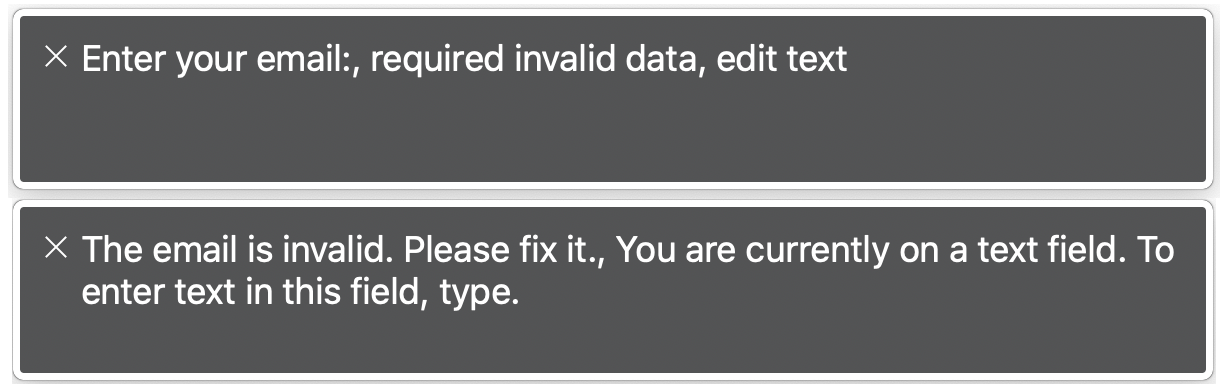 Enter your email:, required invalid data, edit text
The email is invalid. Please fix it., You are currently on a text field. To
enter text in this field, type.